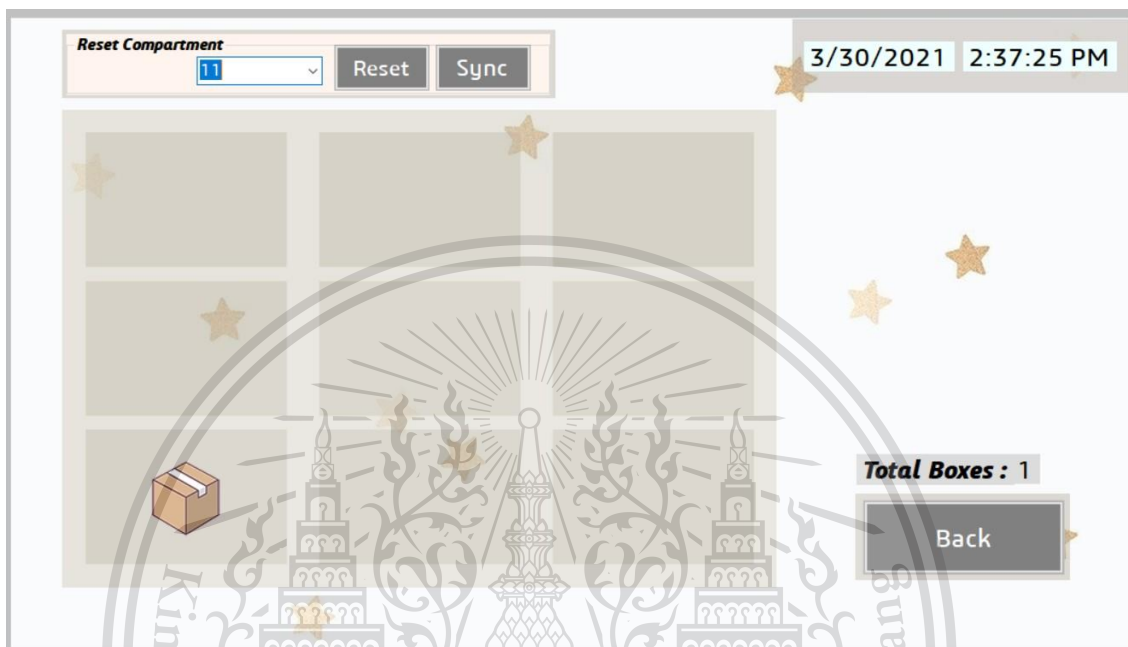 Reset Compartment
11 Reset Sync
3/30/2021 2:37:25 PM
Total Boxes : 1
Back